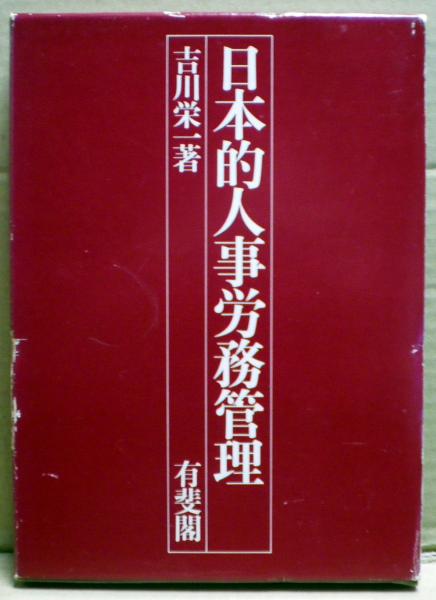 日本的人事労務管理
吉川栄一著
有斐閣